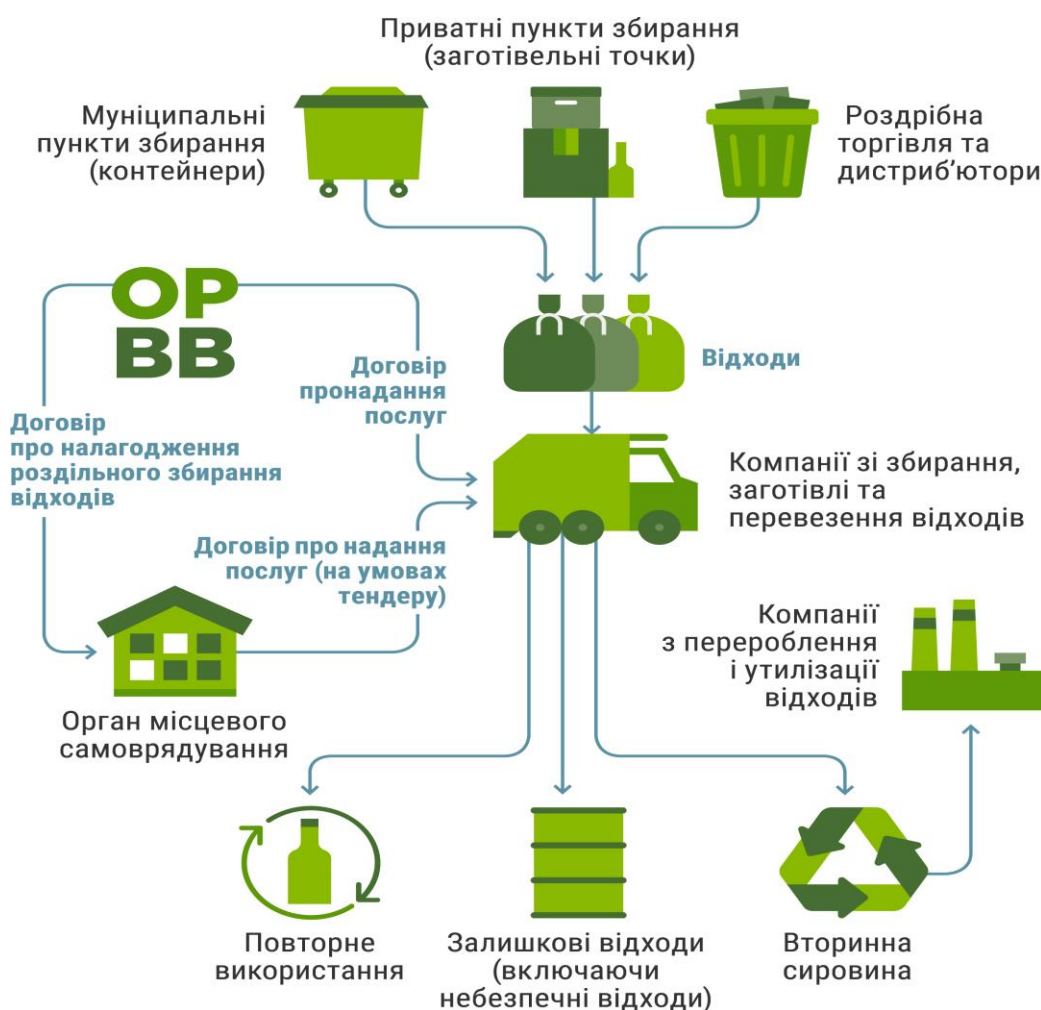 Приватні пункти збирання
(заготівельні точки)
Муніципальні
пункти збирання
(контейнери)
Роздрібна
торгівля та
дистриб’ютори
ОР
ВВ
Договір
пронадання
послуг
Відходи
Договір
про налагодження
роздільного збирання
відходів
Компанії зі збирання,
заготівлі та
перевезення відходів
Договір про надання
послуг (на умовах
тендеру)
Компанії
з перероблення
і утилізації
відходів
Орган місцевого
самоврядування
Повторне
використання
Залишкові відходи
(включаючи
небезпечні відходи)
Вторинна
сировина